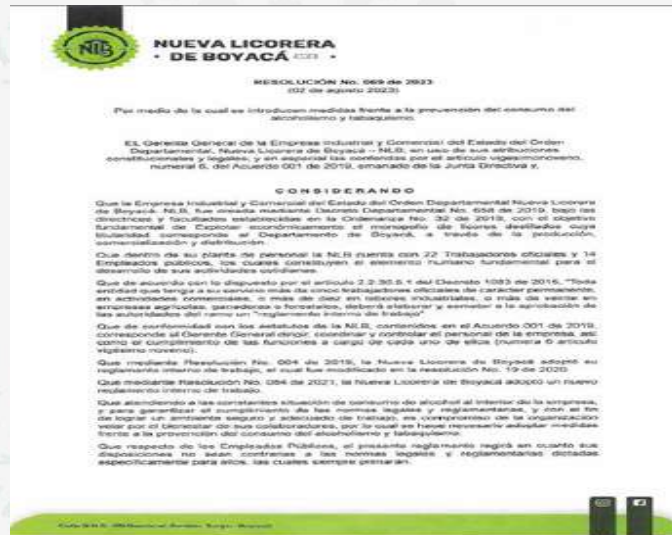 NLB
NUEVA LICORERA
• DE BOYACÁ •
RESOLUCIÓN No. 069 de 2023
(02 de agosto 2023)
Por medio de la cual se introducen medidas frente a la prevención del consumo del
alcoholismo y tabaquismo.
EL Gerente General de la Empresa Industrial y Comercial del Estado del Orden
Departamental, Nueva Licorera de Boyacá – NLB, en uso de sus atribuciones
constitucionales y legales, y en especial las conferidas por el artículo vigesimonoveno,
numeral 6, del Acuerdo 001 de 2019, emanado de la Junta Directiva y,
CONSIDERANDO
Que la Empresa Industrial y Comercial del Estado del Orden Departamental Nueva Licorera
de Boyacá. NLB, fue creada mediante Decreto Departamental No. 658 de 2019, bajo las
directrices y facultades establecidas en la Ordenanza No. 32 de 2019, con el objetivo
fundamental de Explotar económicamente el monopolio de licores destilados cuya
titularidad corresponde al Departamento de Boyacá, a través de la producción,
comercialización y distribución.
Que dentro de su planta de personal la NLB cuenta con 22 Trabajadores oficiales y 14
Empleados públicos, los cuales constituyen el elemento humano fundamental para el
desarrollo de sus actividades cotidianas.
Que de acuerdo con lo dispuesto por el artículo 2.2.30.6.1 del Decreto 1083 de 2015, "Toda
entidad que tenga a su servicio más de cinco trabajadores oficiales de carácter permanente
en actividades comerciales, o más de diez en labores industriales, o más de veinte en
empresas agrícolas, ganaderas o forestales, deberá elaborar y someter a la aprobación de
las autoridades del ramo un "reglamento interno de trabajo"
Que de conformidad con los estatutos de la NLB, contenidos en el Acuerdo 001 de 2019,
corresponde al Gerente General dirigir, coordinar y controlar el personal de la empresa, así
como el cumplimiento de las funciones a cargo de cada uno de ellos (numera 6 artículo
vigésimo noveno).
Que mediante Resolución No. 004 de 2019, la Nueva Licorera de Boyacá adoptó su
reglamento interno de trabajo, el cual fue modificado en la resolución No. 19 de 2020.
Que mediante Resolución No. 084 de 2021, la Nueva Licorera de Boyacá adoptó un nuevo
reglamento interno de trabajo.
Que atendiendo a las constantes situación de consumo de alcohol al interior de la empresa,
y para garantizar el cumplimiento de las normas legales y reglamentarias, y con el fin
de lograr un ambiente seguro y adecuado de trabajo, es compromiso de la organización
velar por el bienestar de sus colaboradores, por lo cual se hace necesario adoptar medidas
frente a la prevención del consumo del alcoholismo y tabaquismo.
Que respecto de los Empleados Públicos, el presente reglamento regirá en cuanto sus
disposiciones no sean contrarias a las normas legales y reglamentarias dictadas
específicamente para ellos, las cuales siempre primarán.